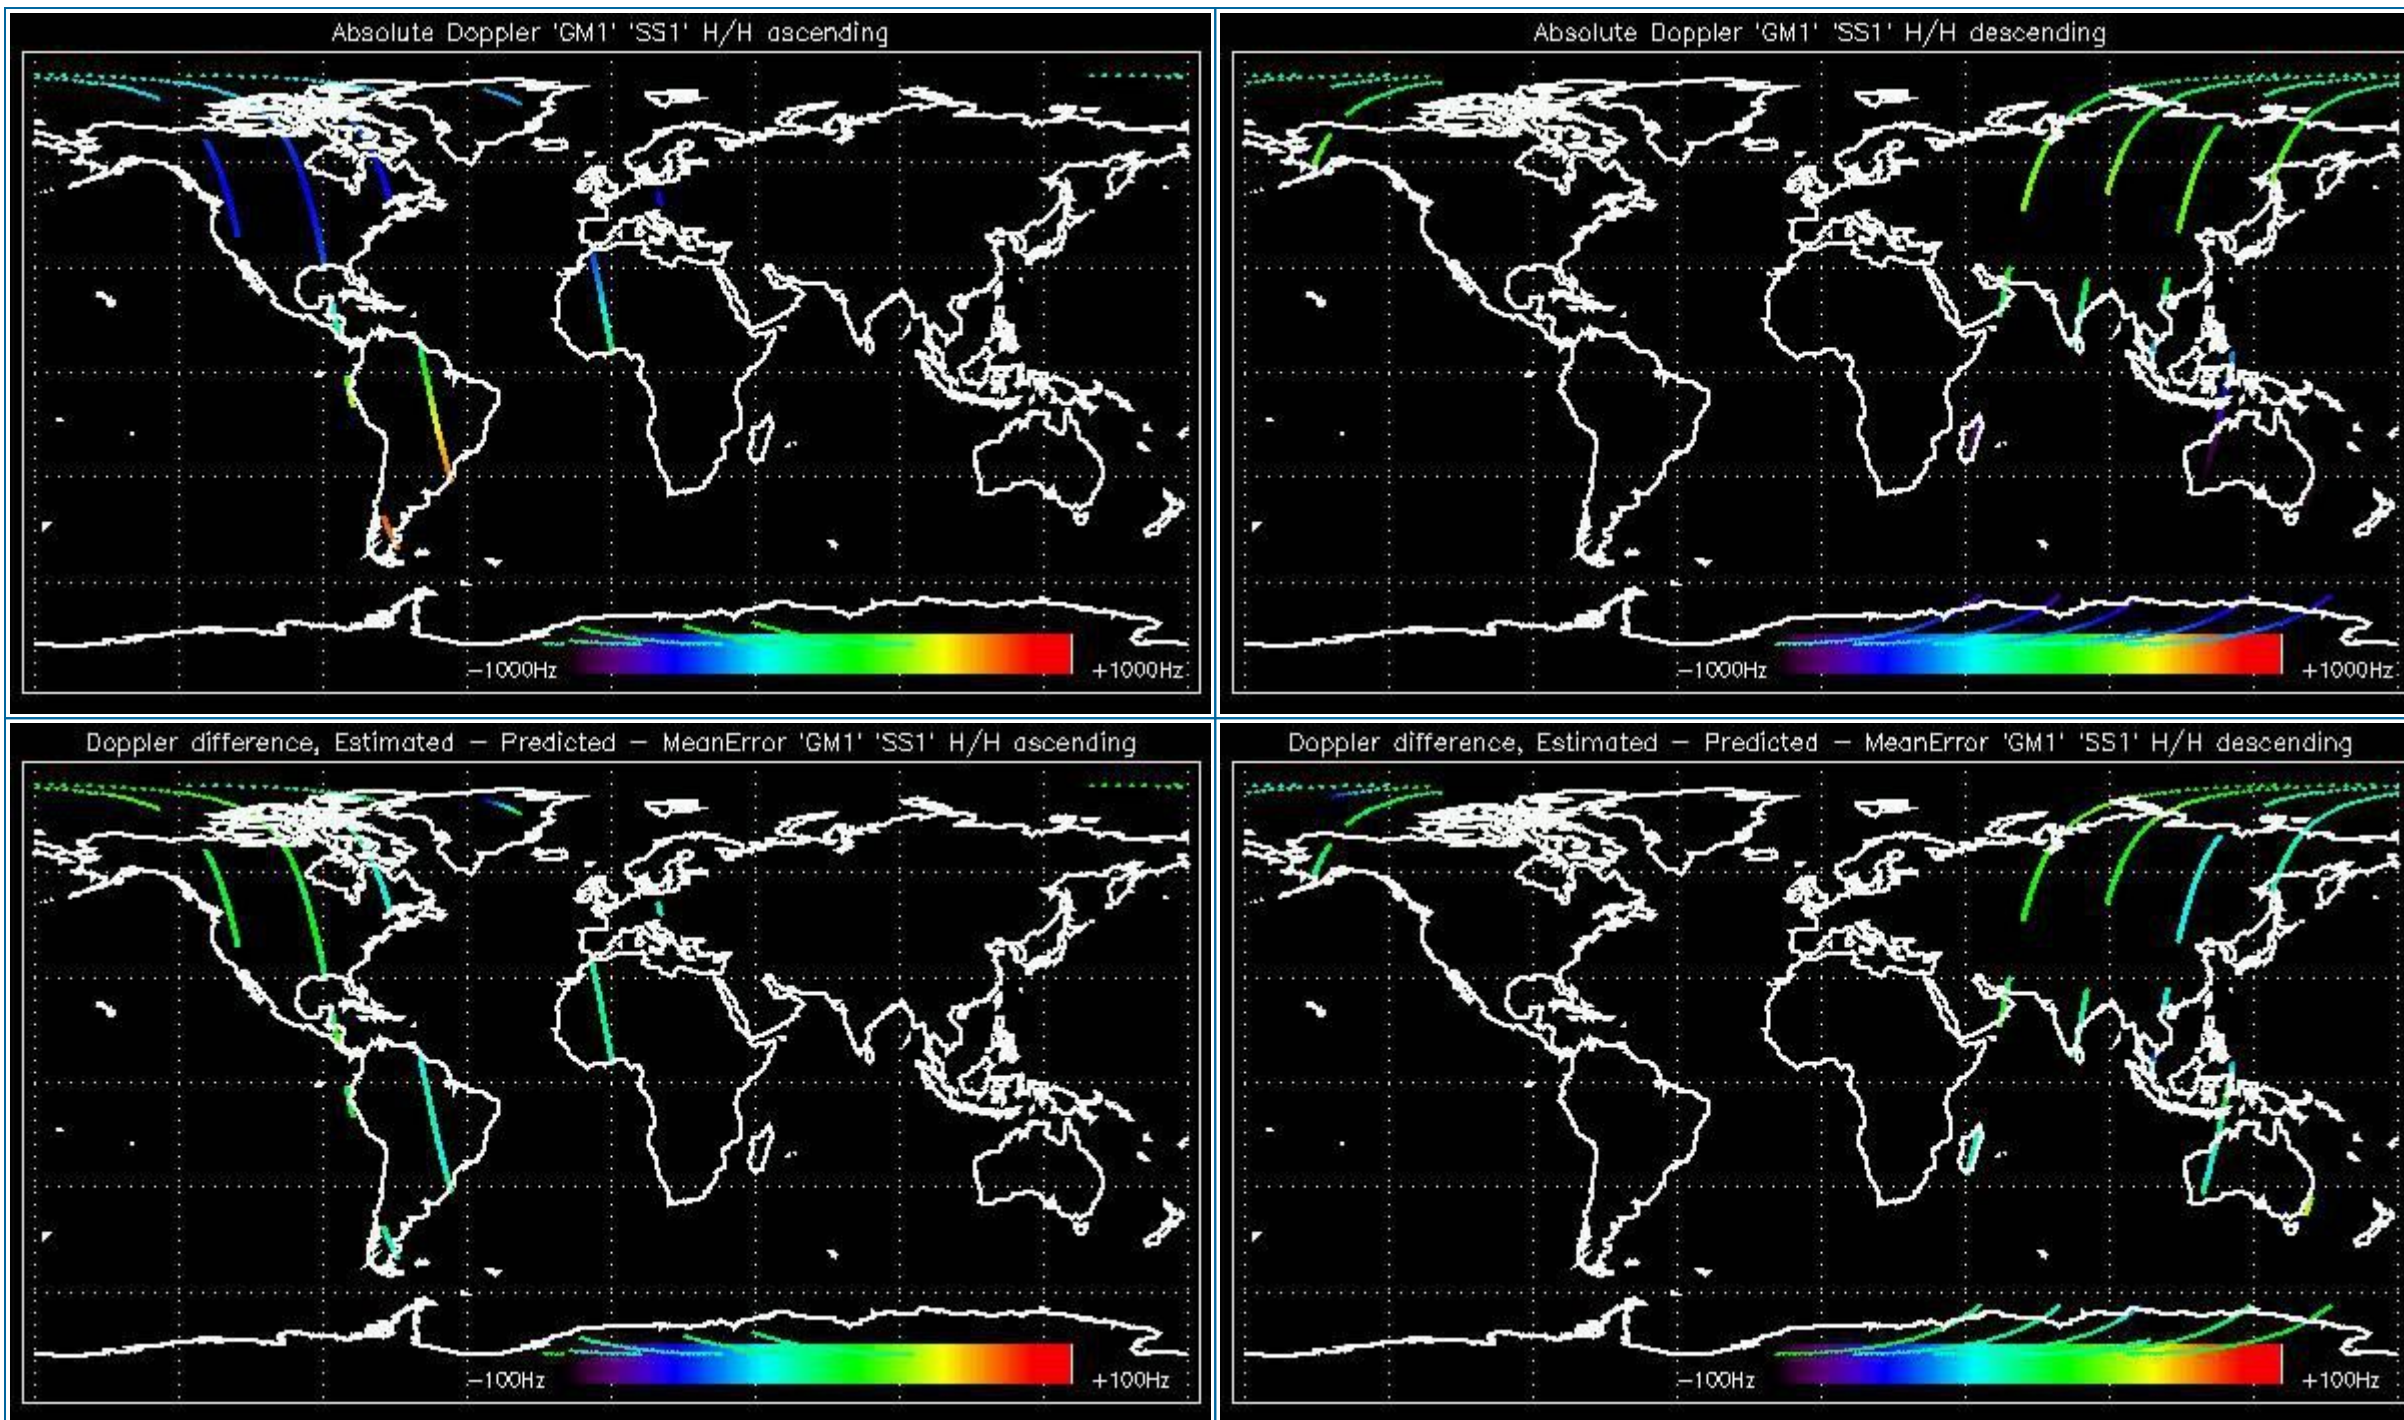 Absolute Doppler 'GM1' 'SS1' H/H ascending
-1000Hz
+1000Hz
Absolute Doppler 'GM1' 'SS1' H/H descending
-1000Hz
+1000Hz
Doppler difference, Estimated – Predicted – MeanError 'GM1' 'SS1' H/H ascending
-100Hz
+100Hz
Doppler difference, Estimated – Predicted – MeanError 'GM1' 'SS1' H/H descending
-100Hz
+100Hz